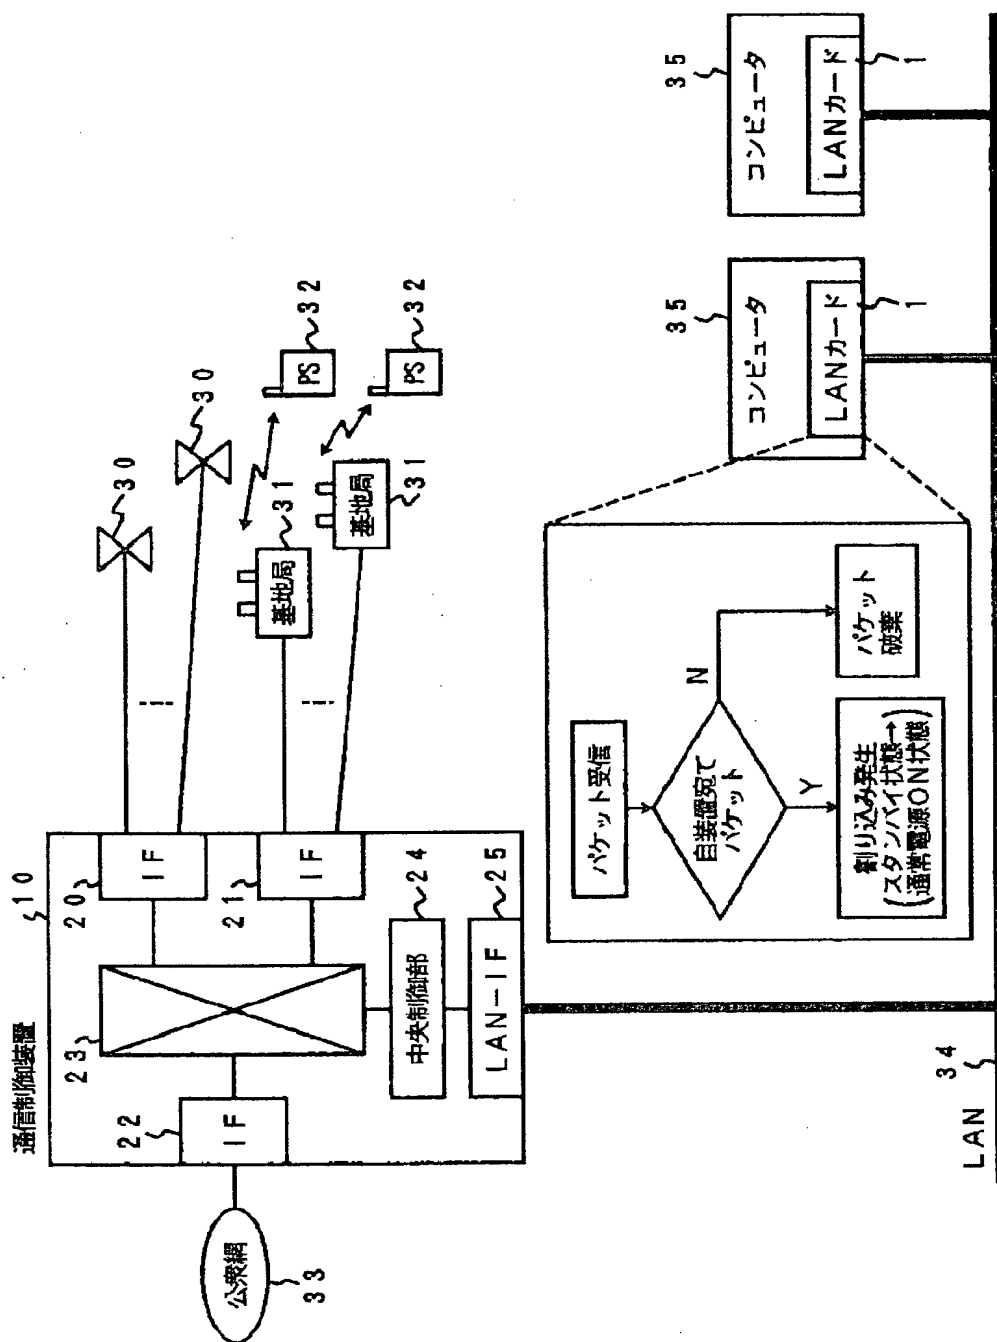 通信制御装置
10
公衆網
33
22
IF
23
20
IF
21
IF
中央制御部
24
LAN-IF
25
30
30
基地局
31
基地局
31
PS
32
PS
32
パケット受信
自装置宛て
パケット
N
Y
パケット
破棄
割り込み発生
(スタンバイ状態→
通常電源ON状態)
コンピュータ
35
LANカード
1
コンピュータ
35
LANカード
1
LAN
34